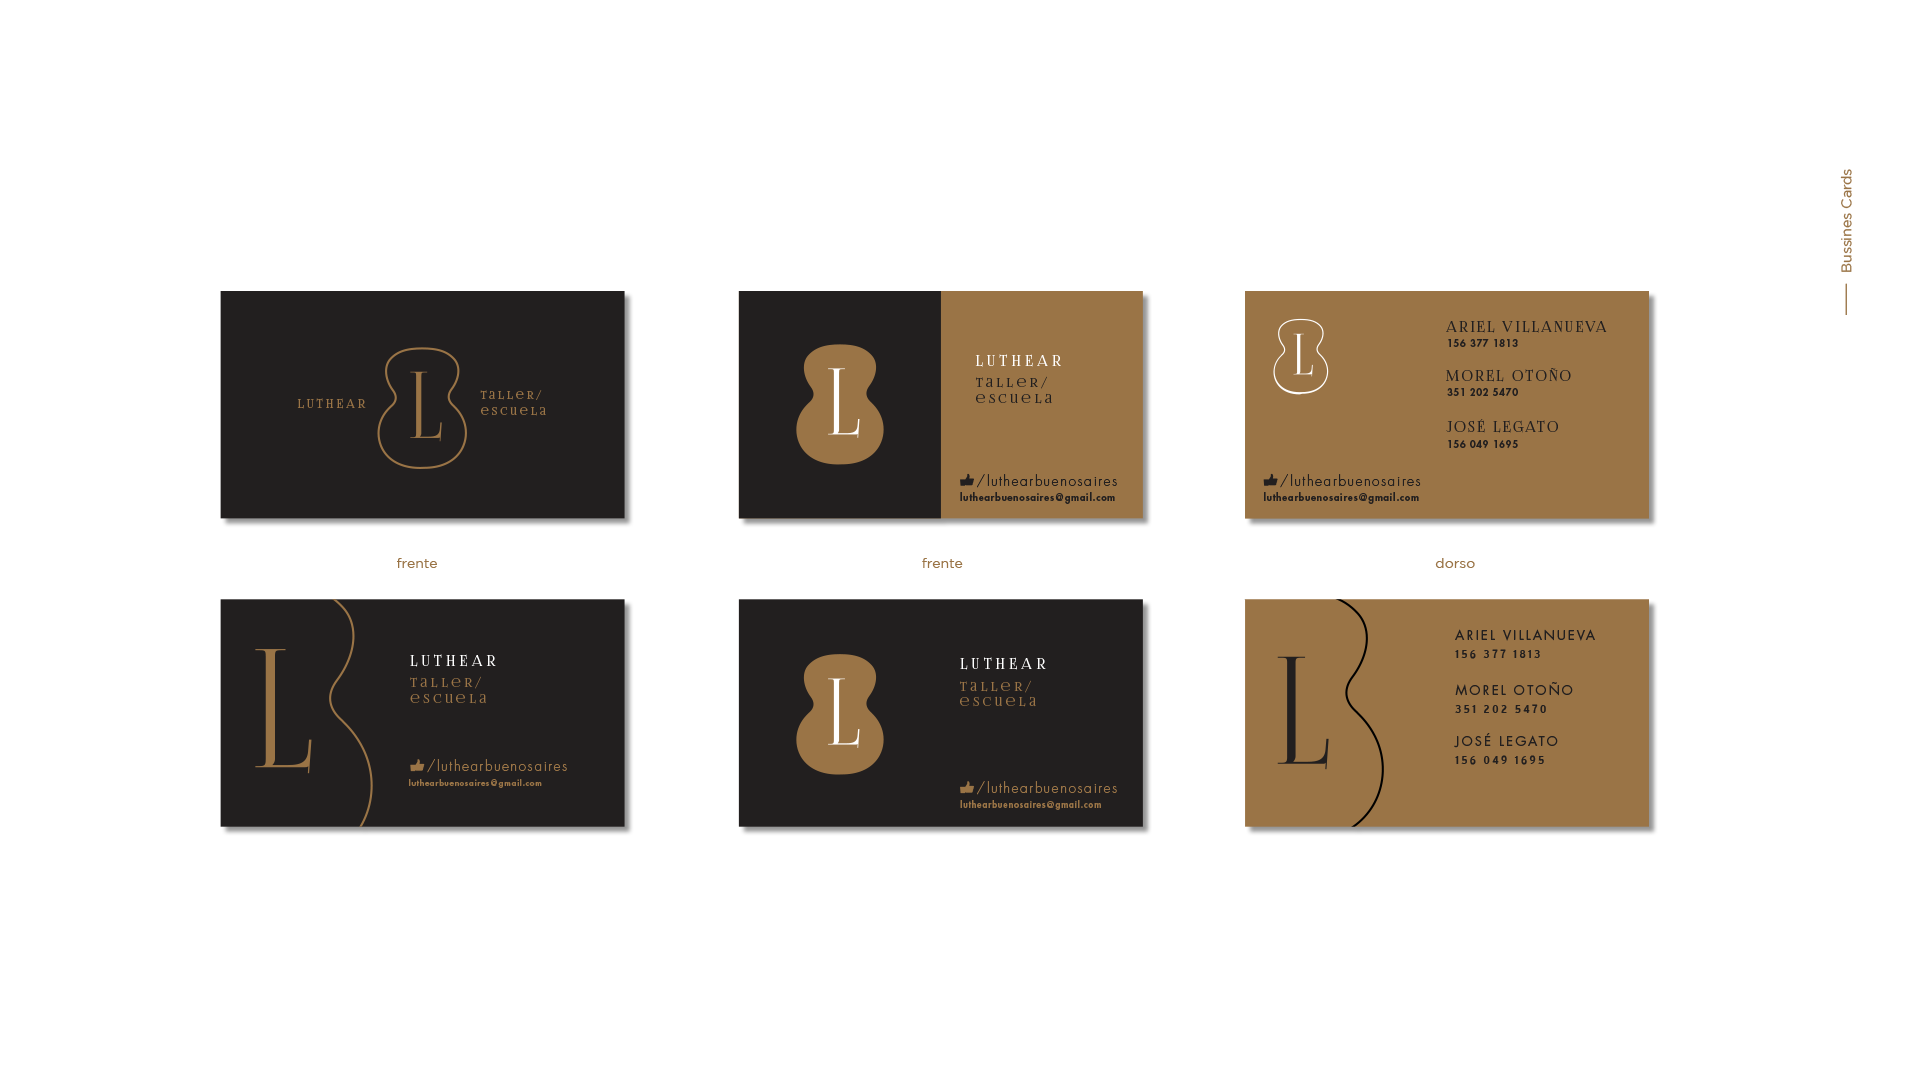 Bussines Cards
LUTHEAR
L
Taller/
escuela
L
LUTHEAR
Taller/
escuela
/luthearbuenosaires
luthearbuenosaires@gmail.com
L
ARIEL VILLANUEVA
156 377 1813
MOREL OTOÑO
351 202 5470
JOSÉ LEGATO
156 049 1695
/luthearbuenosaires
luthearbuenosaires@gmail.com
frente
frente
dorso
L
LUTHEAR
Taller/
escuela
/luthearbuenosaires
luthearbuenosaires@gmail.com
L
LUTHEAR
Taller/
escuela
/luthearbuenosaires
luthearbuenosaires@gmail.com
L
ARIEL VILLANUEVA
156 377 1813
MOREL OTOÑO
351 202 5470
JOSÉ LEGATO
156 049 1695